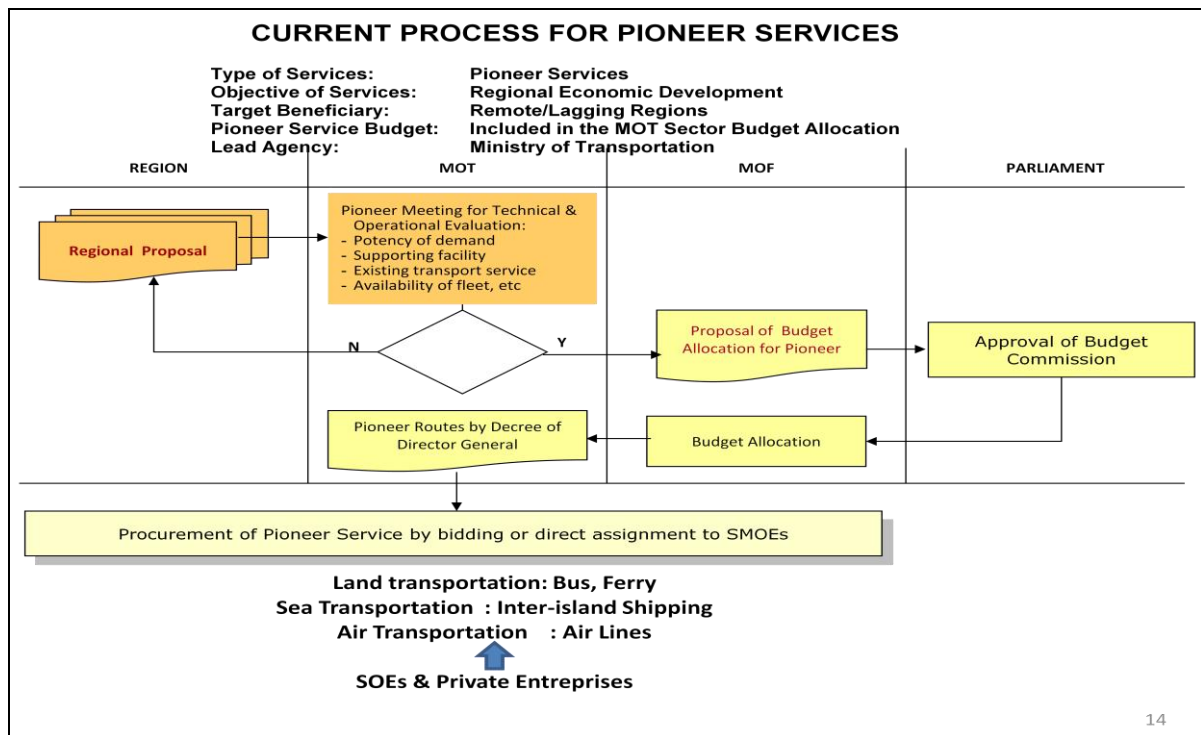 CURRENT PROCESS FOR PIONEER SERVICES
Type of Services: Pioneer Services
Objective of Services: Regional Economic Development
Target Beneficiary: Remote/Lagging Regions
Pioneer Service Budget: Included in the MOT Sector Budget Allocation
Lead Agency: Ministry of Transportation
REGION MOT MOF PARLIAMENT
Regional Proposal
Pioneer Meeting for Technical &
Operational Evaluation:
- Potency of demand
- Supporting facility
- Existing transport service
- Availability of fleet, etc
N
Y
Proposal of Budget
Allocation for Pioneer
Approval of Budget
Commission
Pioneer Routes by Decree of
Director General
Budget Allocation
Procurement of Pioneer Service by bidding or direct assignment to SMOEs
Land transportation: Bus, Ferry
Sea Transportation : Inter-island Shipping
Air Transportation : Air Lines
SOEs & Private Entreprises
14